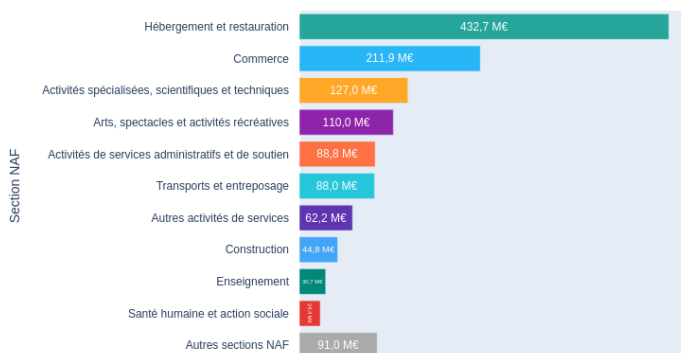 Section NAF
Hébergement et restauration 432,7 M€
Commerce 211,9 M€
Activités spécialisées, scientifiques et techniques 127,0 M€
Arts, spectacles et activités récréatives 110,0 M€
Activités de services administratifs et de soutien 88,8 M€
Transports et entreposage 88,0 M€
Autres activités de services 62,2 M€
Construction 44,8 M€
Enseignement 30,7 M€
Santé humaine et action sociale 24,4 M€
Autres sections NAF 91,0 M€